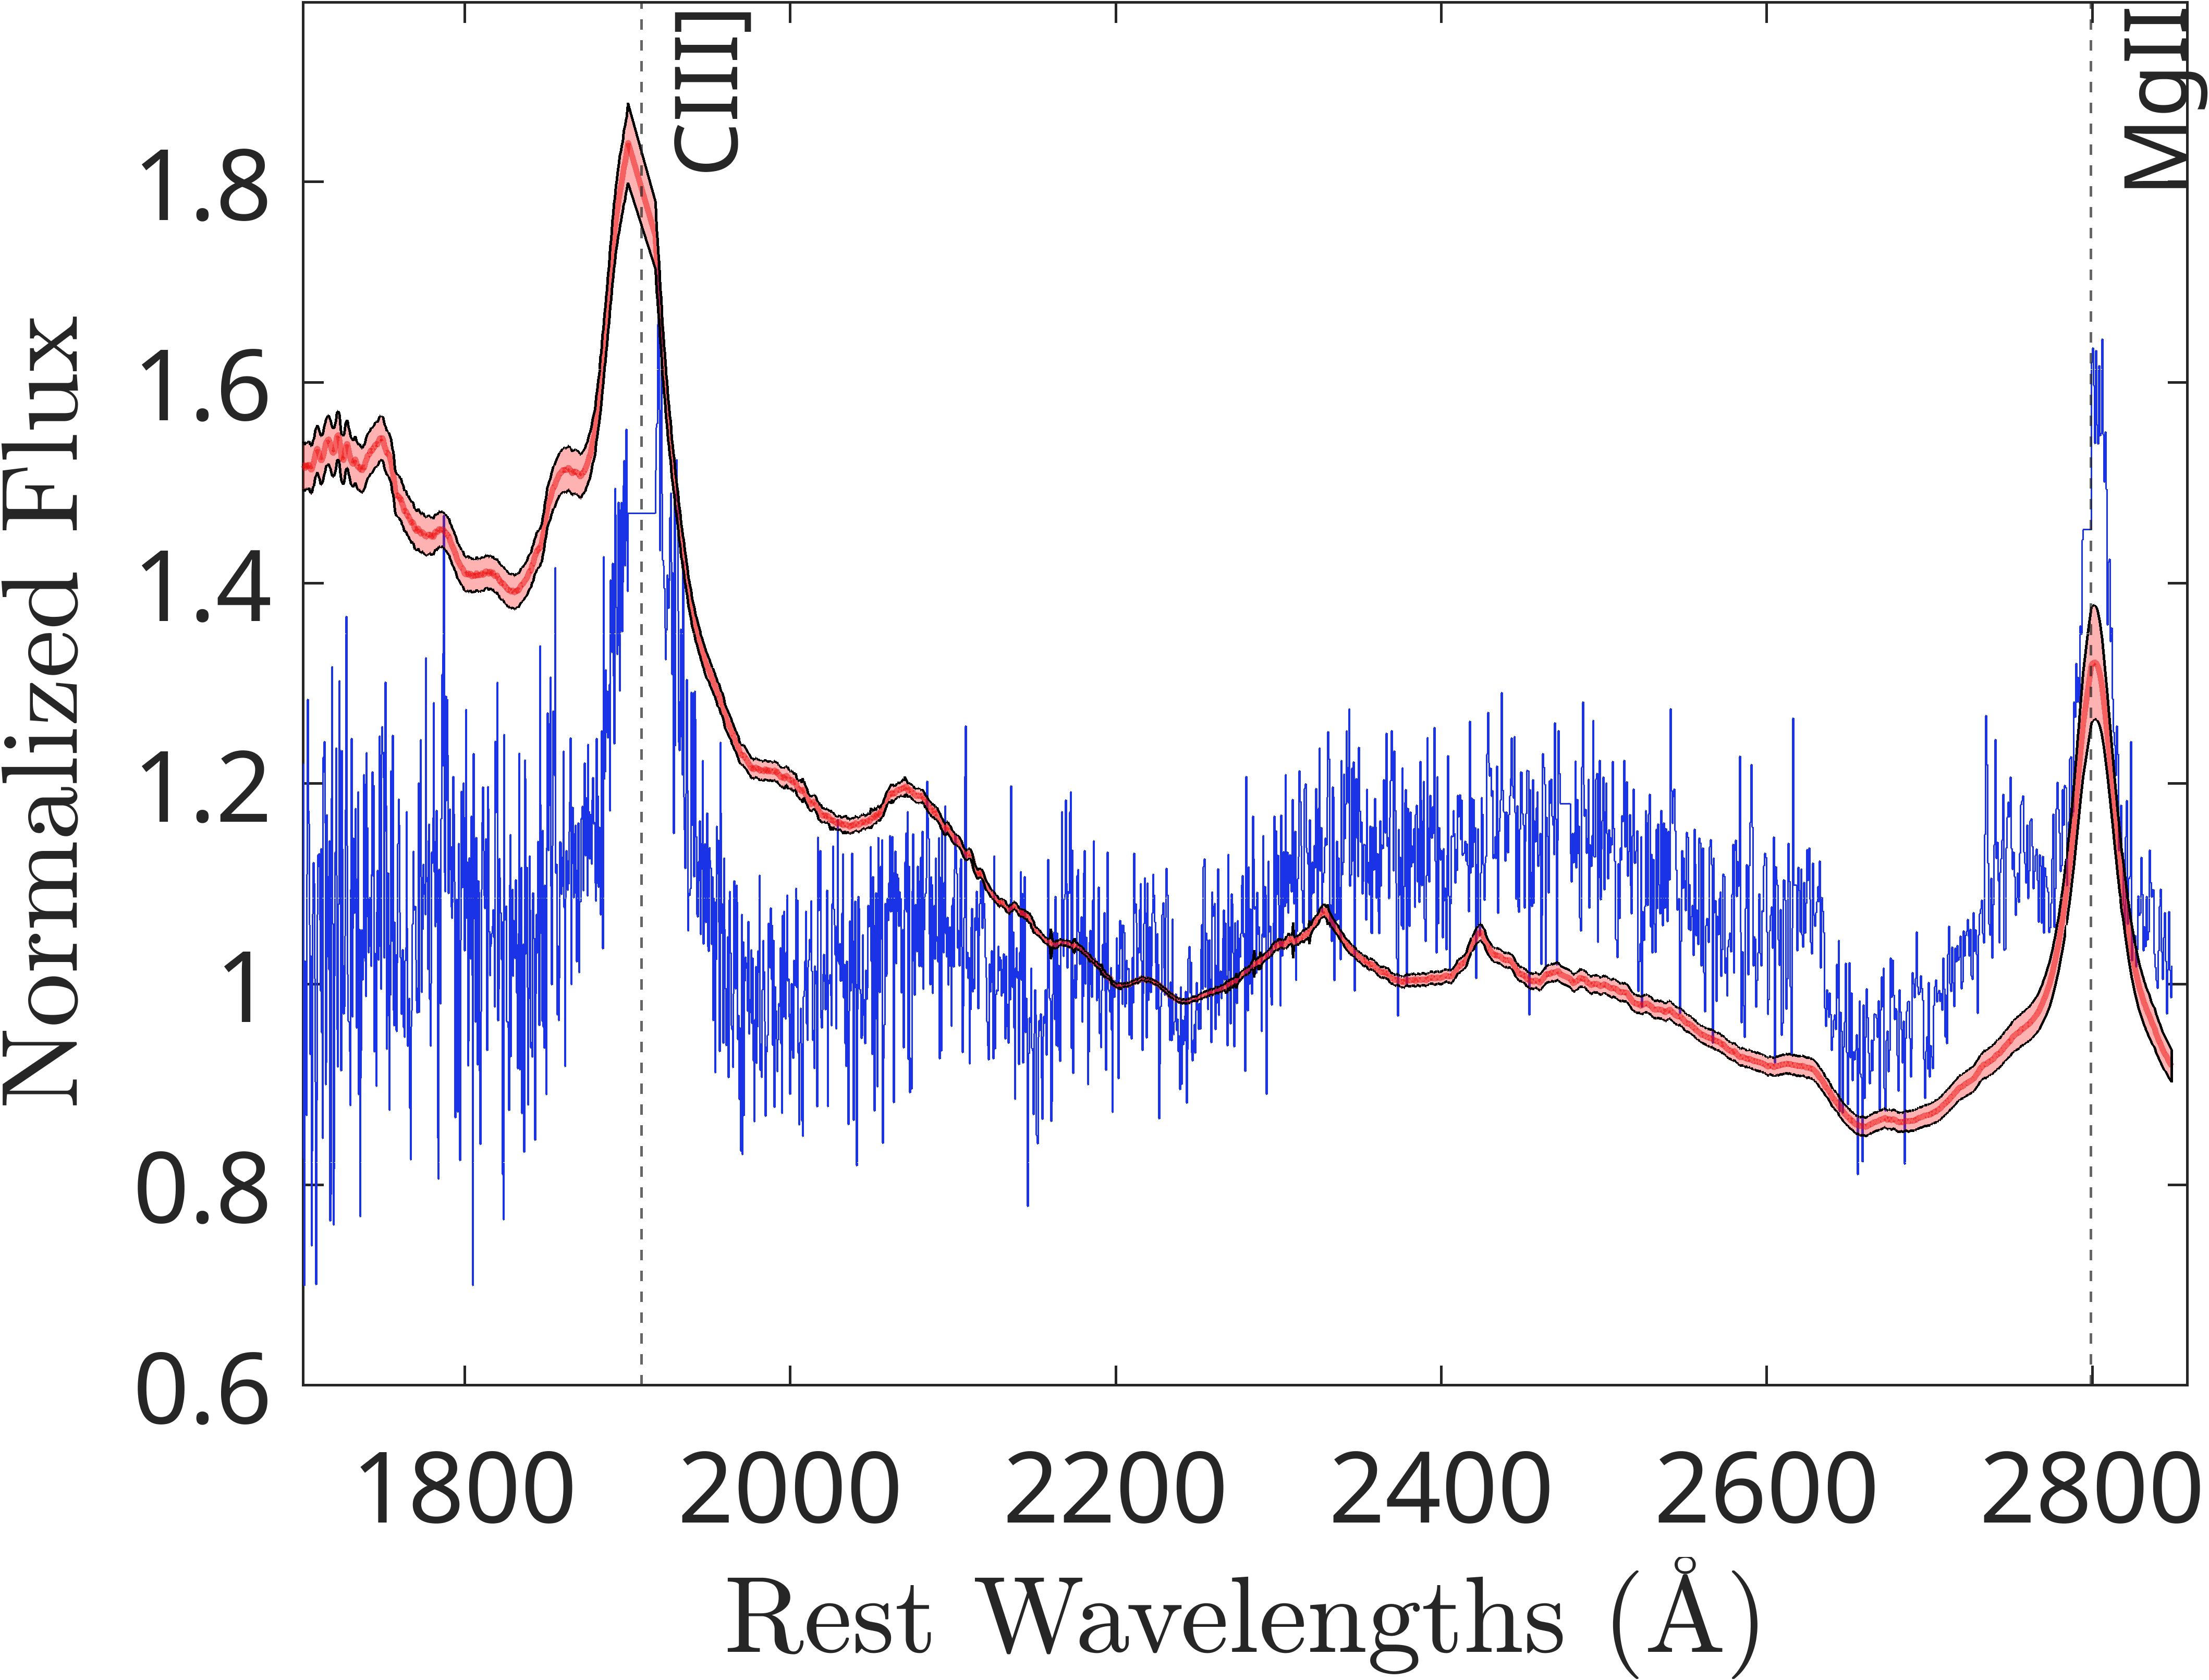 CIII]
MgII
1.8
1.6
1.4
1.2
1
0.8
0.6
Normalized Flux
1800 2000 2200 2400 2600 2800
Rest Wavelengths (Å)